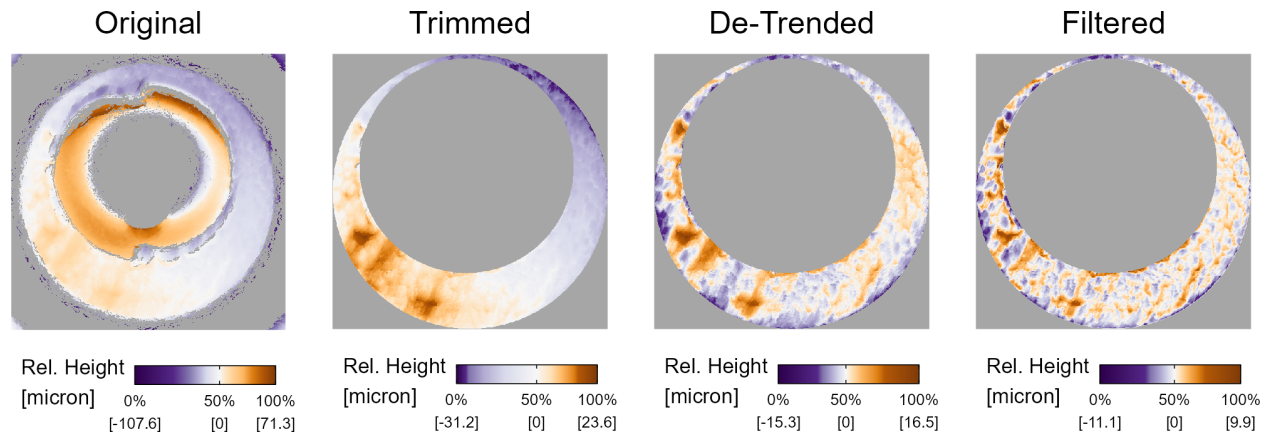 Original
Trimmed
De-Trended
Filtered
Rel. Height
[micron]
0%
50%
100%
[-107.6]
[0]
[71.3]
Rel. Height
[micron]
0%
50%
100%
[-31.2]
[0]
[23.6]
Rel. Height
[micron]
0%
50%
100%
[-15.3]
[0]
[16.5]
Rel. Height
[micron]
0%
50%
100%
[-11.1]
[0]
[9.9]